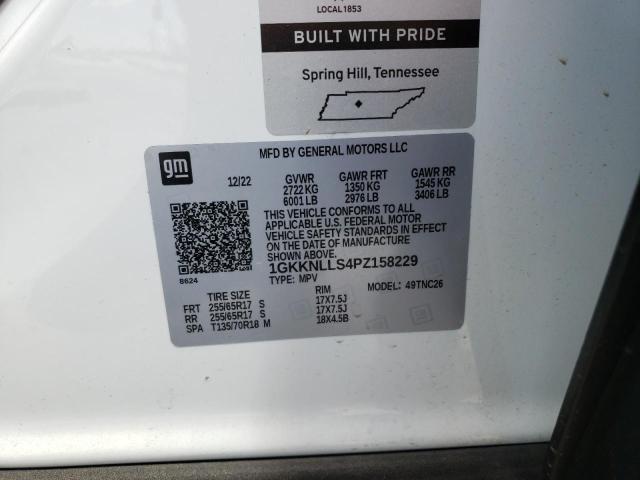 LOCAL 1853
BUILT WITH PRIDE
Spring Hill, Tennessee
gm
MFD BY GENERAL MOTORS LLC
12/22 GVWR GAWR FRT GAWR RR
2722 KG 1350 KG 1545 KG
6001 LB 2976 LB 3406 LB
THIS VEHICLE CONFORMS TO ALL
APPLICABLE U.S. FEDERAL MOTOR
VEHICLE SAFETY STANDARDS IN EFFECT
ON THE DATE OF MANUFACTURE
SHOWN ABOVE.
1GKKNLLS4PZ158229
8624 TYPE: MPV MODEL: 49TNC26
TIRE SIZE RIM
FRT 255/65R17 S 17X7.5J
RR 255/65R17 S 17X7.5J
SPA T135/70R18 M 18X4.5B